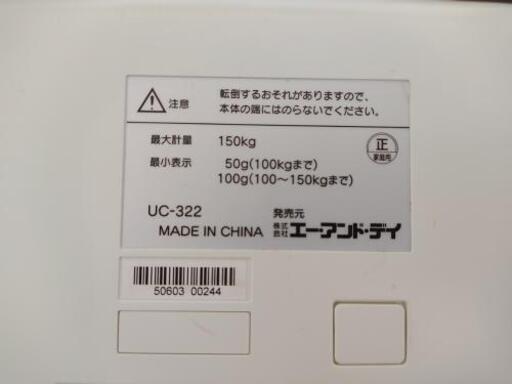 注意
転倒するおそれがありますので、
本体の端にはのらないでください。
最大計量 150kg
最小表示 50g(100kgまで)
100g(100〜150kgまで)
正
家庭用
UC-322
MADE IN CHINA
発売元
株式会社 エー・アンド・デイ
50603 00244